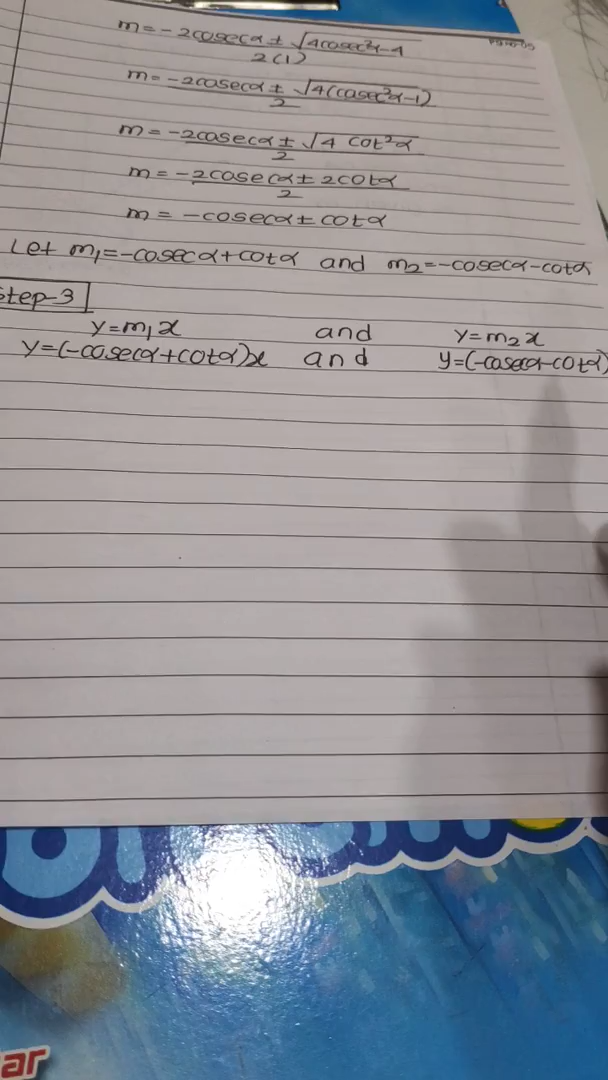 m = -2cosecα ± √4cosec²α-4
2(1)
m = -2cosecα ± √4(cosec²α-1)
2
m = -2cosecα ± √4 cot²α
2
m = -2cosecα ± 2cotα
2
m = -cosecα ± cotα
Let m₁=-cosecα+cotα and m₂=-cosecα-cotα
Step-3
y=m₁x and y=m₂x
y=(-cosecα+cotα)x and y=(-cosecα-cotα)
ar